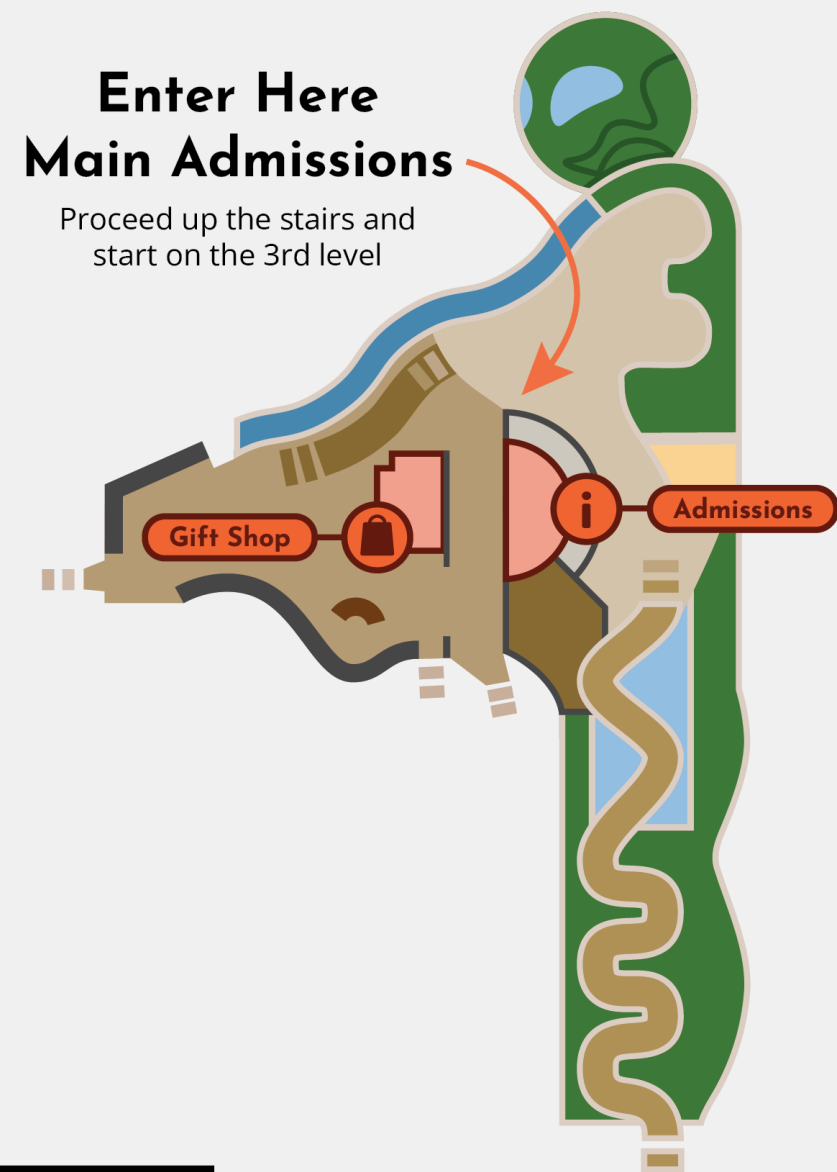 Enter Here
Main Admissions
Proceed up the stairs and
start on the 3rd level
Admissions
Gift Shop